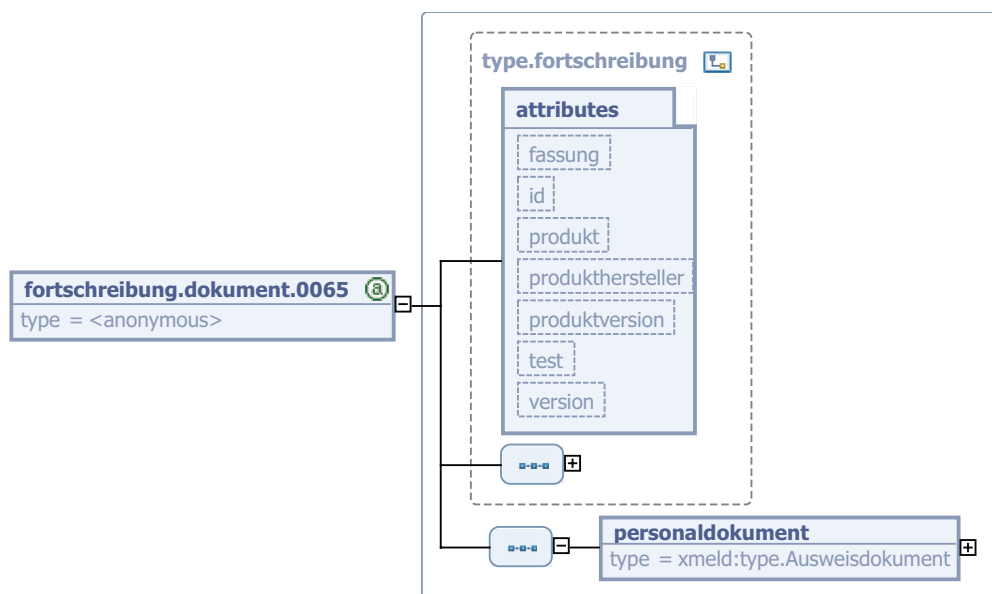 type.fortschreibung
attributes
fassung
id
produkt
produkthersteller
produktversion
test
version
fortschreibung.dokument.0065 @
type = <anonymous>
personaldokument
type = xmeld:type.Ausweisdokument